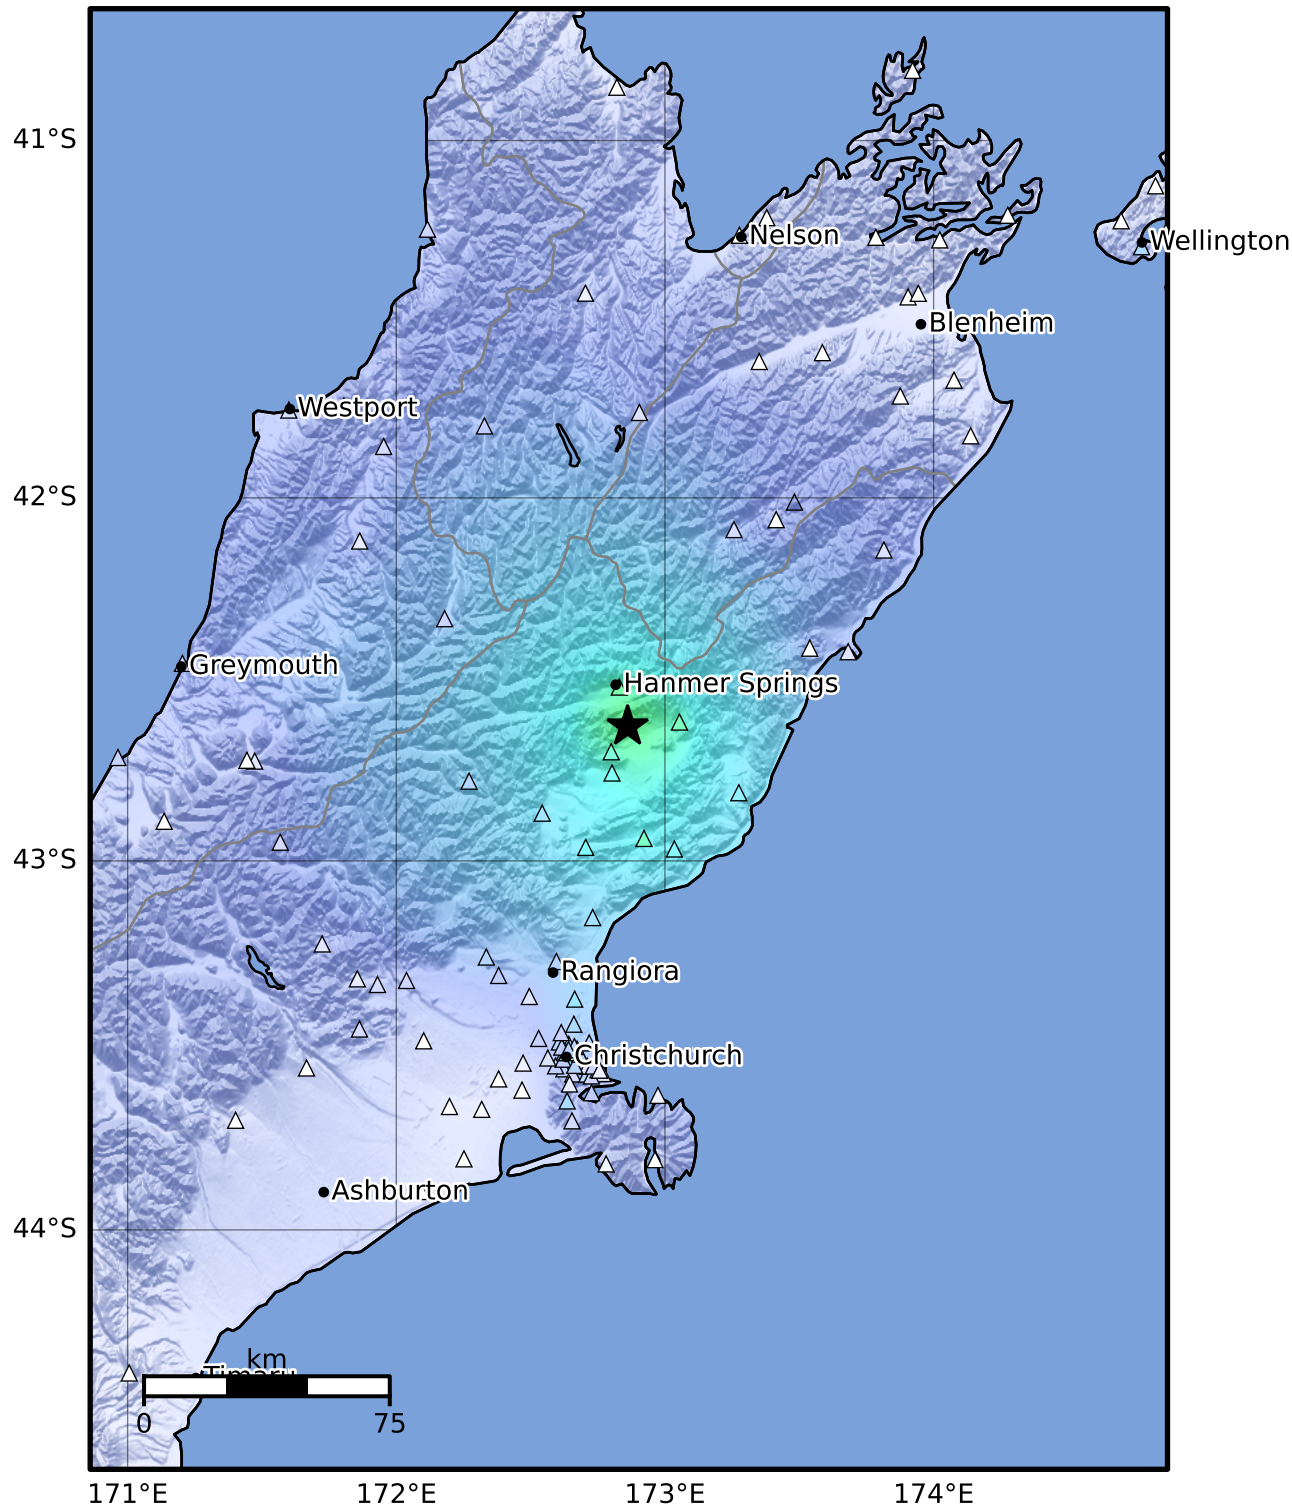 41°S
Nelson
Wellington
Blenheim
Westport
42°S
Greymouth
Hanmer Springs
43°S
Rangiora
Christchurch
Ashburton
44°S
km
Timaru
0 75
171°E 172°E 173°E 174°E